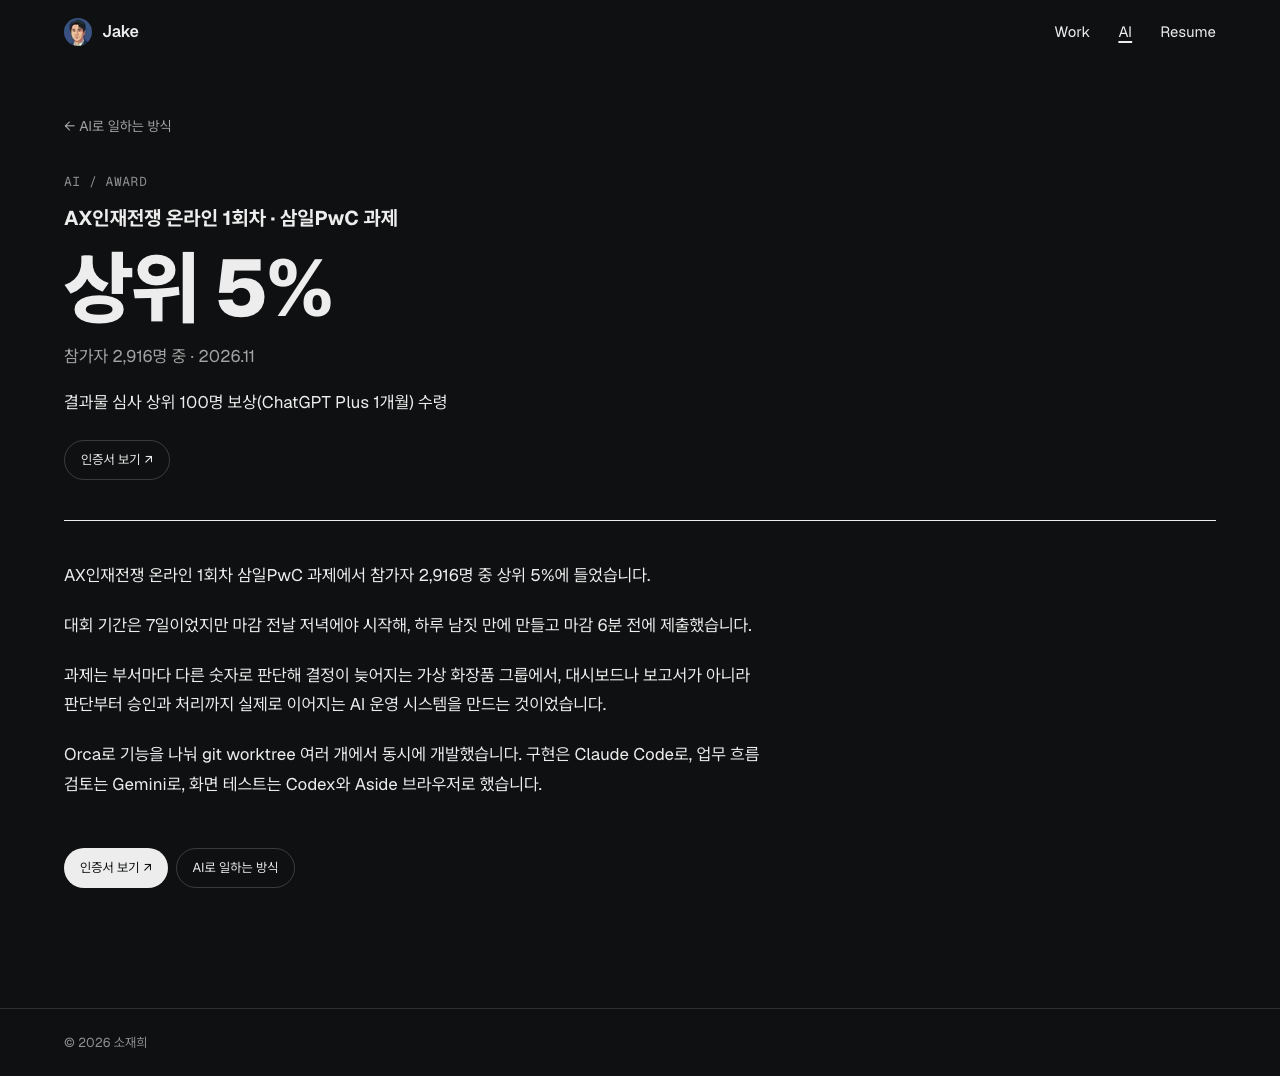 Jake
Work
AI
Resume
← AI로 일하는 방식
AI / AWARD
AX인재전쟁 온라인 1회차 · 삼일PwC 과제
상위 5%
참가자 2,916명 중 · 2026.11
결과물 심사 상위 100명 보상(ChatGPT Plus 1개월) 수령
인증서 보기 ↗
AX인재전쟁 온라인 1회차 삼일PwC 과제에서 참가자 2,916명 중 상위 5%에 들었습니다.
대회 기간은 7일이었지만 마감 전날 저녁에야 시작해, 하루 남짓 만에 만들고 마감 6분 전에 제출했습니다.
과제는 부서마다 다른 숫자로 판단해 결정이 늦어지는 가상 화장품 그룹에서, 대시보드나 보고서가 아니라
판단부터 승인과 처리까지 실제로 이어지는 AI 운영 시스템을 만드는 것이었습니다.
Orca로 기능을 나눠 git worktree 여러 개에서 동시에 개발했습니다. 구현은 Claude Code로, 업무 흐름
검토는 Gemini로, 화면 테스트는 Codex와 Aside 브라우저로 했습니다.
인증서 보기 ↗
AI로 일하는 방식
© 2026 소재희